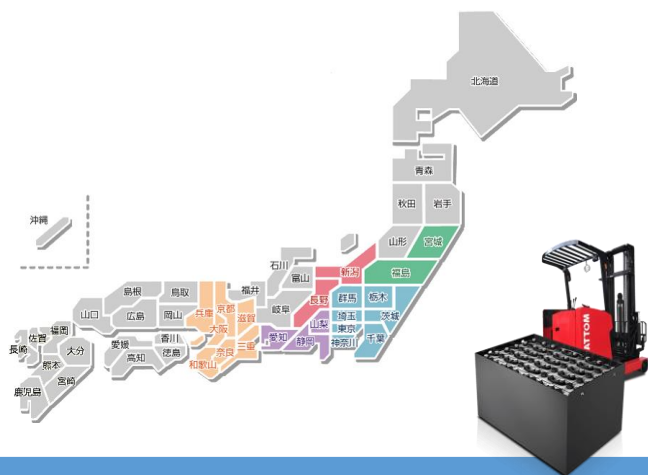 北海道
青森
秋田
岩手
山形
宮城
福島
新潟
石川
富山
長野
群馬
栃木
茨城
埼玉
東京
千葉
神奈川
山梨
静岡
愛知
岐阜
福井
滋賀
京都
兵庫
大阪
三重
奈良
和歌山
鳥取
島根
岡山
広島
山口
香川
徳島
愛媛
高知
福岡
佐賀
長崎
大分
熊本
宮崎
鹿児島
沖縄
ATTOM